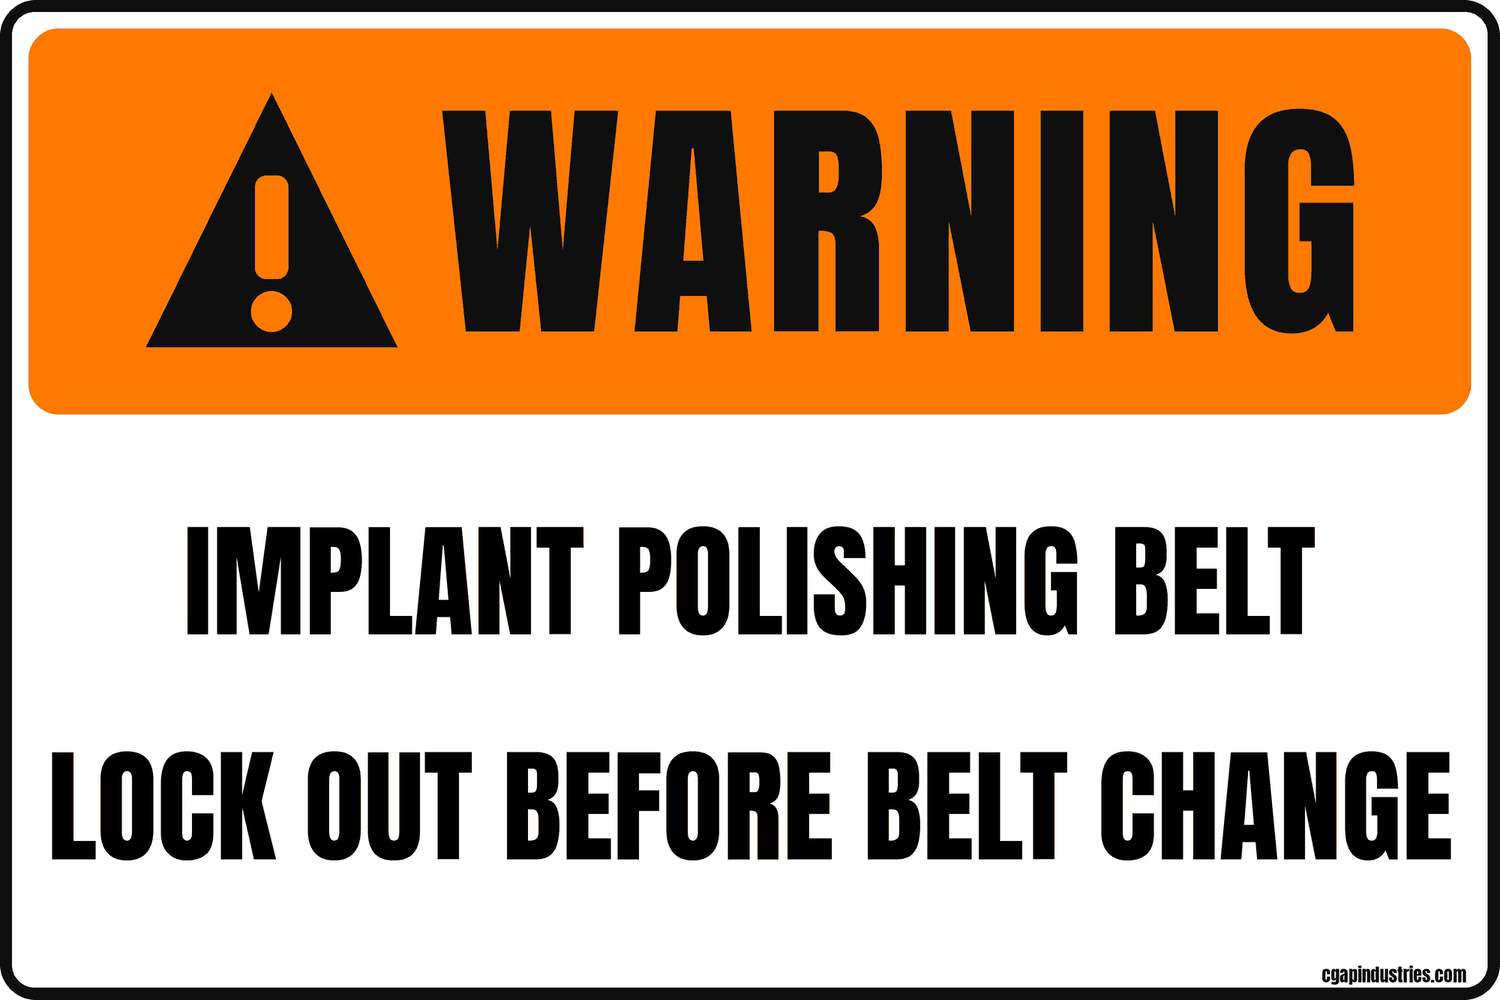 WARNING
IMPLANT POLISHING BELT
LOCK OUT BEFORE BELT CHANGE
cgapindustries.com